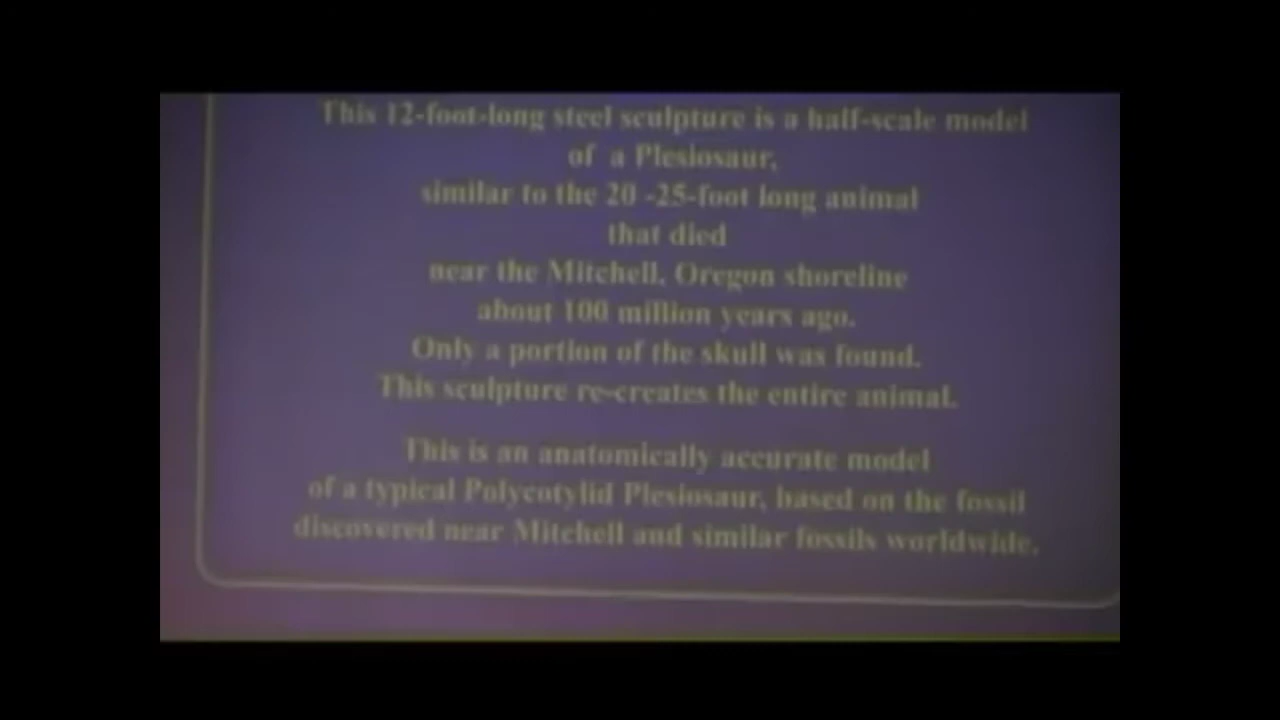 This 12-foot-long steel sculpture is a half-scale model
of a Plesiosaur,
similar to the 20 -25-foot long animal
that died
near the Mitchell, Oregon shoreline
about 100 million years ago.
Only a portion of the skull was found.
This sculpture re-creates the entire animal.
This is an anatomically accurate model
of a typical Polycotylid Plesiosaur, based on the fossil
discovered near Mitchell and similar fossils worldwide.